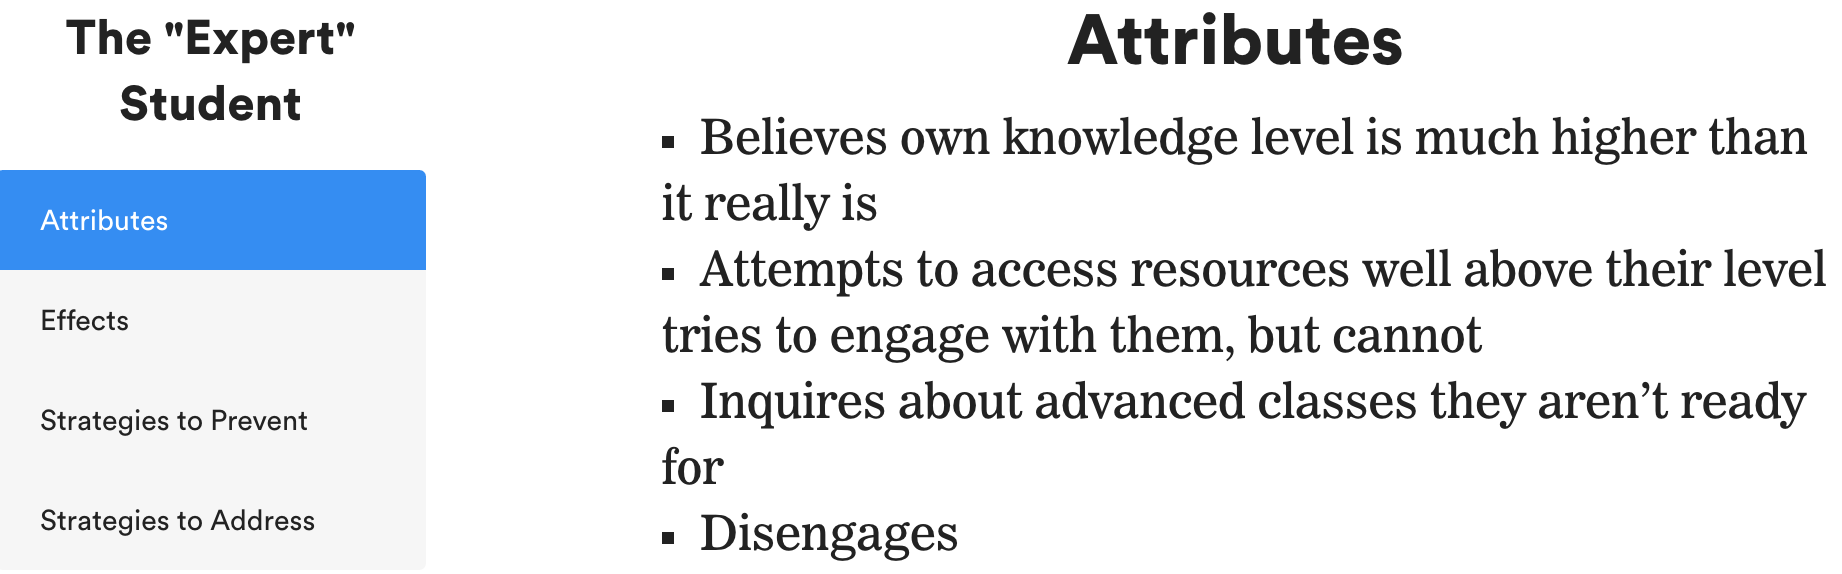 The "Expert"
Student
Attributes
Effects
Strategies to Prevent
Strategies to Address
Attributes
▪ Believes own knowledge level is much higher than
it really is
▪ Attempts to access resources well above their level
tries to engage with them, but cannot
▪ Inquires about advanced classes they aren’t ready
for
▪ Disengages